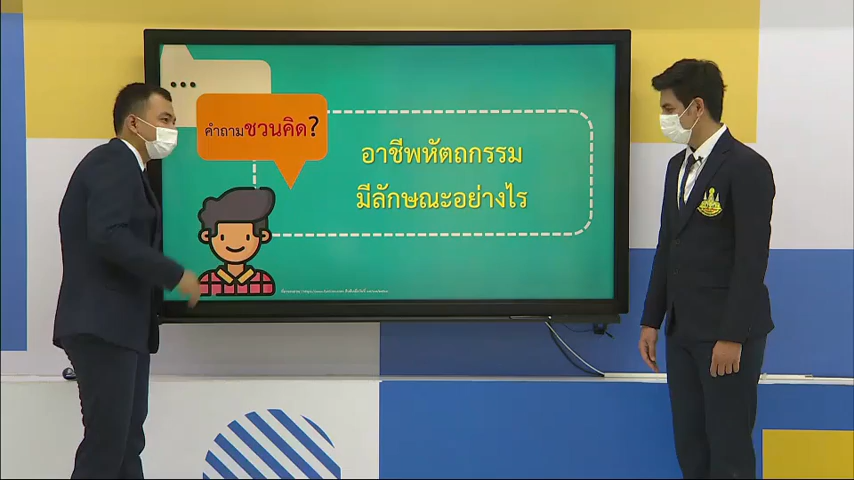 คำถามชวนคิด?
อาชีพหัตถกรรม
มีลักษณะอย่างไร